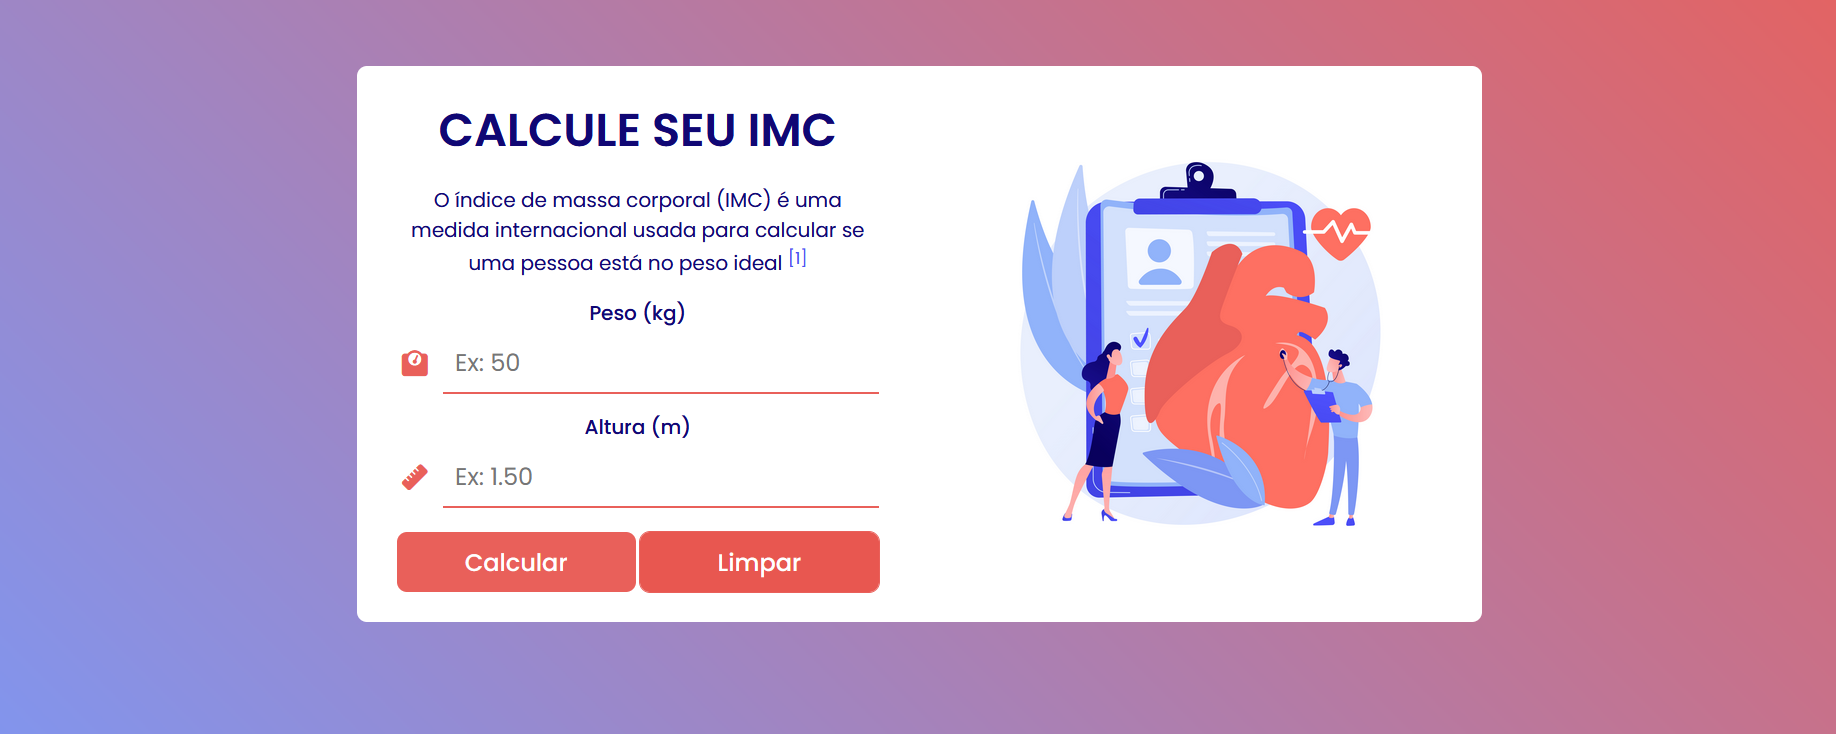 CALCULE SEU IMC
O índice de massa corporal (IMC) é uma
medida internacional usada para calcular se
uma pessoa está no peso ideal [1]
Peso (kg)
Ex: 50
Altura (m)
Ex: 1.50
Calcular Limpar